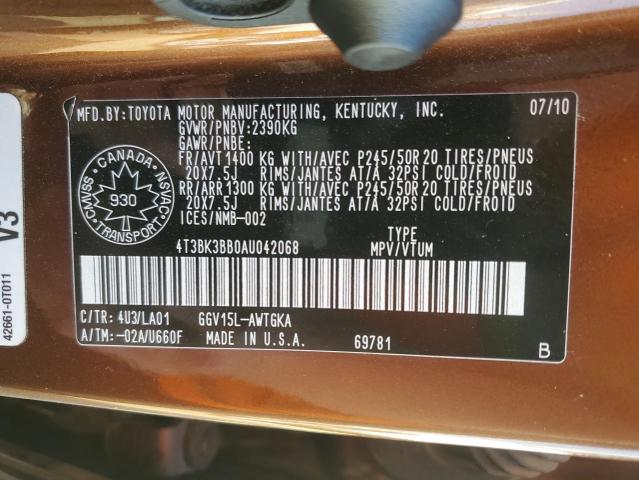 MFD.BY:TOYOTA MOTOR MANUFACTURING, KENTUCKY, INC. 07/10
GVWR/PNBV:2390KG
GAWR/PNBE:
FR/AVT1400 KG WITH/AVEC P245/50R20 TIRES/PNEUS
20X7.5J RIMS/JANTES AT/A 32PSI COLD/FROID
RR/ARR1300 KG WITH/AVEC P245/50R20 TIRES/PNEUS
20X7.5J RIMS/JANTES AT/A 32PSI COLD/FROID
ICES/NMB-002
CANADA
CMVSS
NSVAC
930
TRANSPORT
4T3BK3BB0AU042068
TYPE
MPV/VTUM
C/TR: 4U3/LA01 GGV15L-AWTGKA
A/TM:-02A/U660F MADE IN U.S.A. 69781 B
V3
42661-0T011